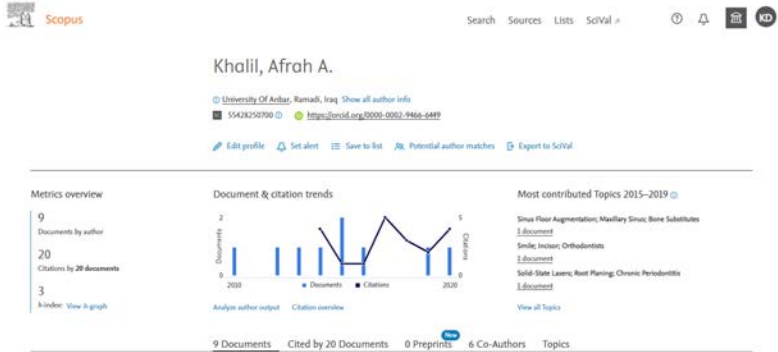 Scopus
Search Sources Lists SciVal ↗
KD
Khalil, Afrah A.
University Of Anbar, Ramadi, Iraq Show all author info
SC 55428250700 https://orcid.org/0000-0002-9466-6449
Edit profile Set alert Save to list Potential author matches Export to SciVal
Metrics overview
9
Documents by author
20
Citations by 20 documents
3
h-index: View h-graph
Document & citation trends
2 5
Documents Citations
0 0
2010 2020
Documents Citations
Analyze author output Citation overview
Most contributed Topics 2015–2019
Sinus Floor Augmentation; Maxillary Sinus; Bone Substitutes
1 document
Smile; Incisor; Orthodontists
1 document
Solid-State Lasers; Root Planing; Chronic Periodontitis
1 document
View all Topics
New
9 Documents Cited by 20 Documents 0 Preprints 6 Co-Authors Topics